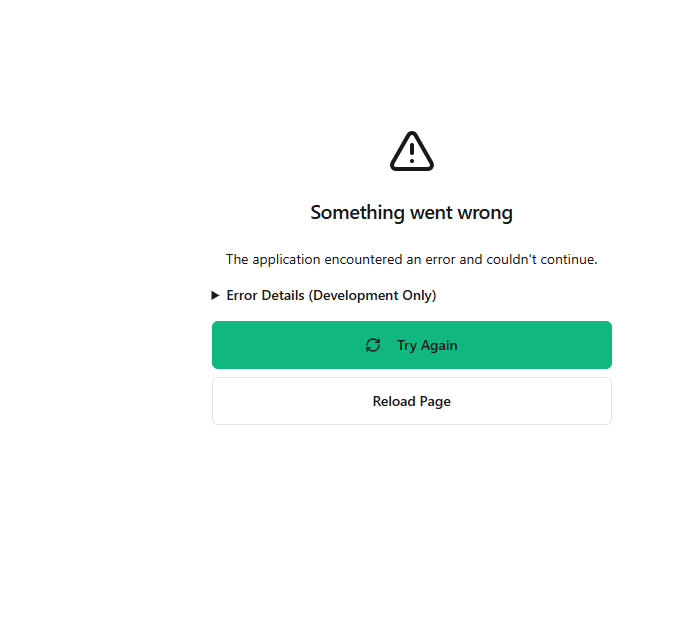 Something went wrong
The application encountered an error and couldn't continue.
Error Details (Development Only)
Try Again
Reload Page